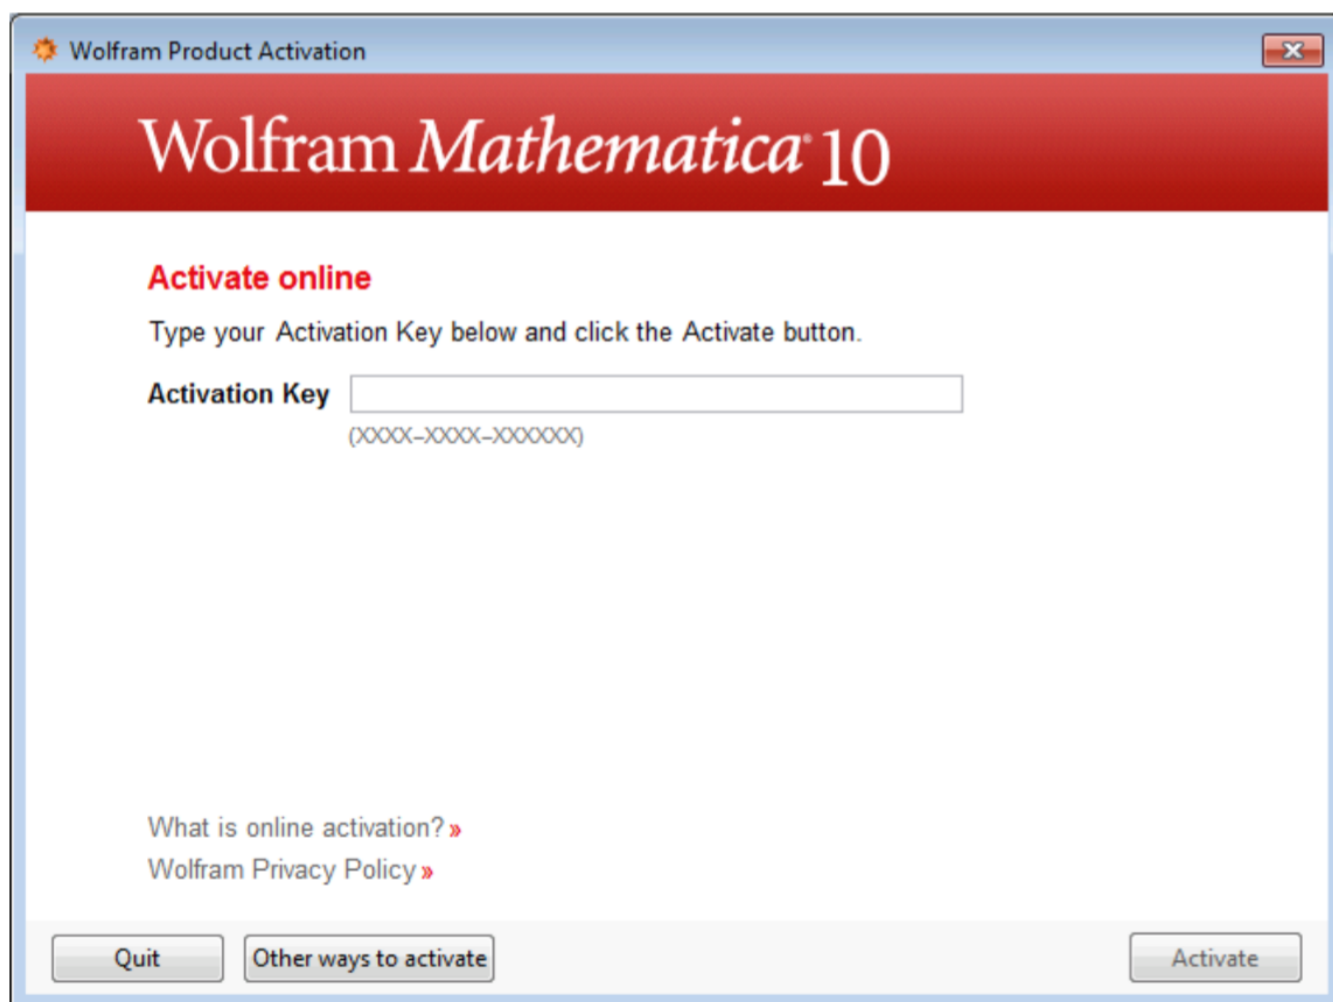 Wolfram Product Activation
Wolfram Mathematica® 10
Activate online
Type your Activation Key below and click the Activate button.
Activation Key
(XXXX–XXXX–XXXXXX)
What is online activation? »
Wolfram Privacy Policy »
Quit
Other ways to activate
Activate